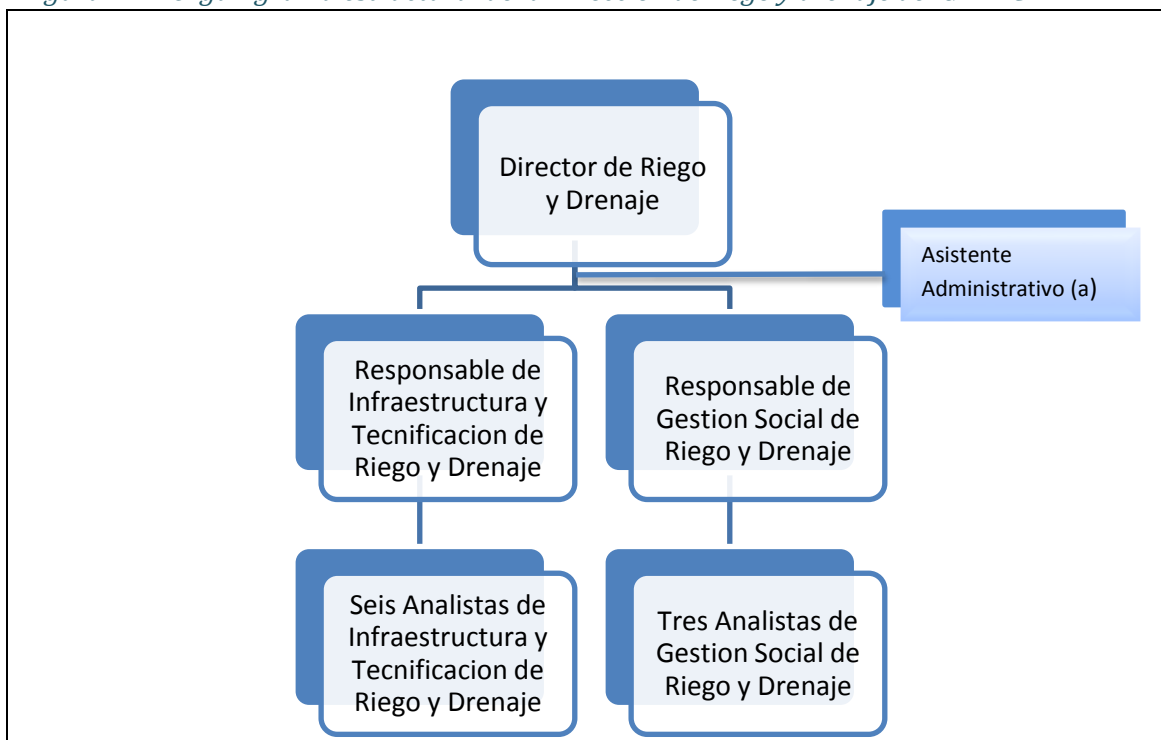 Director de Riego
y Drenaje
Asistente
Administrativo (a)
Responsable de
Infraestructura y
Tecnificacion de
Riego y Drenaje
Responsable de
Gestion Social de
Riego y Drenaje
Seis Analistas de
Infraestructura y
Tecnificacion de
Riego y Drenaje
Tres Analistas de
Gestion Social de
Riego y Drenaje